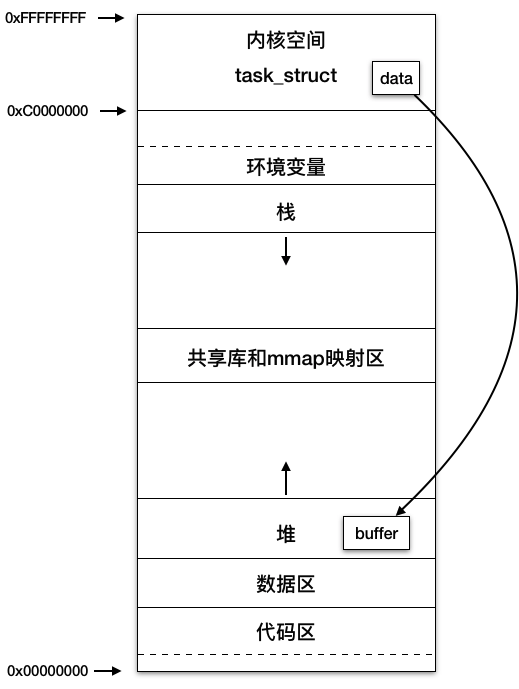 0xFFFFFFFF
内核空间
task_struct
data
0xC0000000
环境变量
栈
共享库和mmap映射区
堆
buffer
数据区
代码区
0x00000000